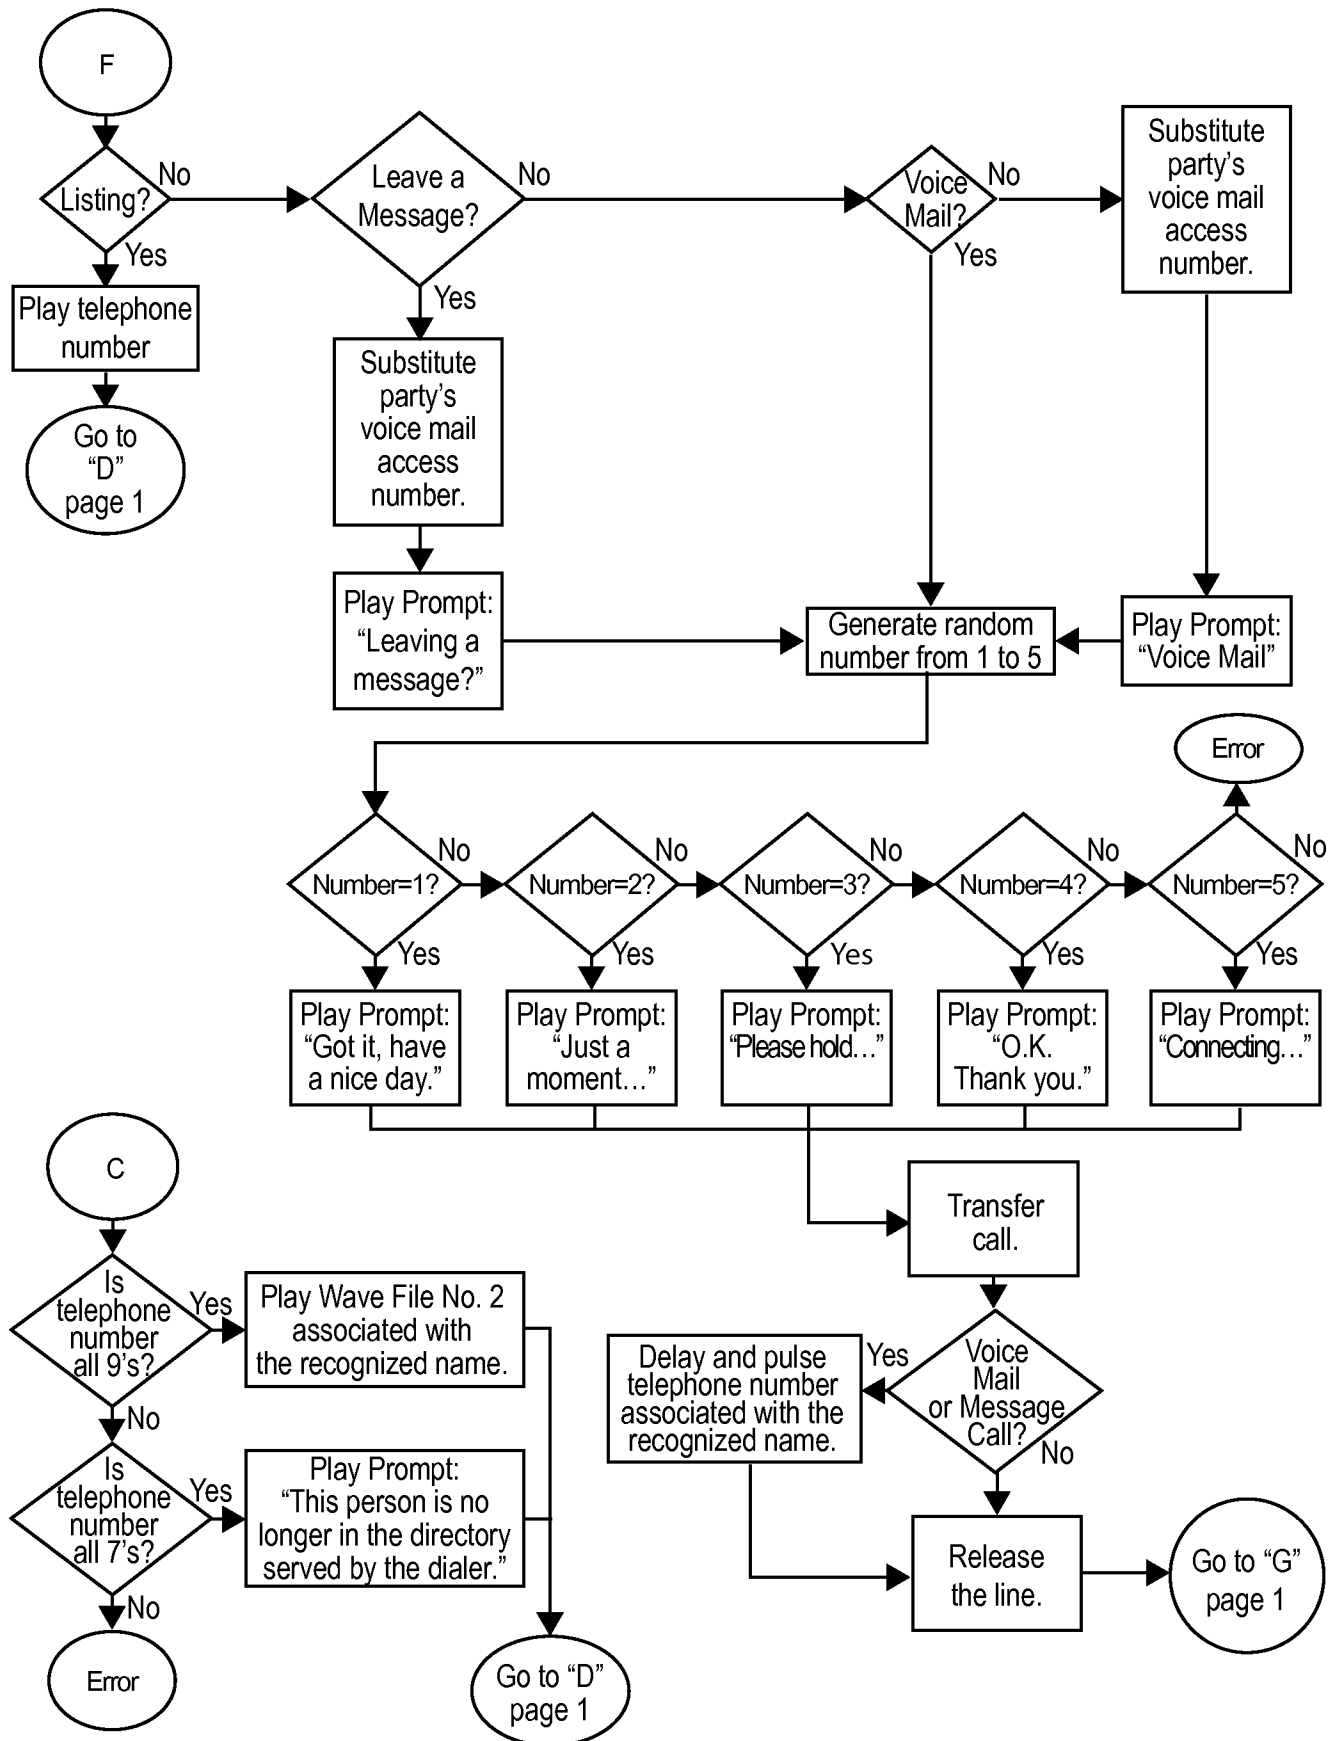 F
Listing?
No
Yes
Play telephone
number
Go to
“D”
page 1
Leave a
Message?
No
Yes
Substitute
party’s
voice mail
access
number.
Play Prompt:
“Leaving a
message?”
Voice
Mail?
No
Yes
Substitute
party’s
voice mail
access
number.
Play Prompt:
“Voice Mail”
Generate random
number from 1 to 5
Error
Number=1?
No
Yes
Number=2?
No
Yes
Number=3?
No
Yes
Number=4?
No
Yes
Number=5?
No
Yes
Play Prompt:
“Got it, have
a nice day.”
Play Prompt:
“Just a
moment…”
Play Prompt:
“Please hold…”
Play Prompt:
“O.K.
Thank you.”
Play Prompt:
“Connecting…”
Transfer
call.
Voice
Mail
or Message
Call?
Yes
No
Delay and pulse
telephone number
associated with the
recognized name.
Release
the line.
Go to “G”
page 1
C
Is
telephone
number
all 9’s?
Yes
No
Play Wave File No. 2
associated with
the recognized name.
Is
telephone
number
all 7’s?
Yes
No
Play Prompt:
“This person is no
longer in the directory
served by the dialer.”
Error
Go to “D”
page 1